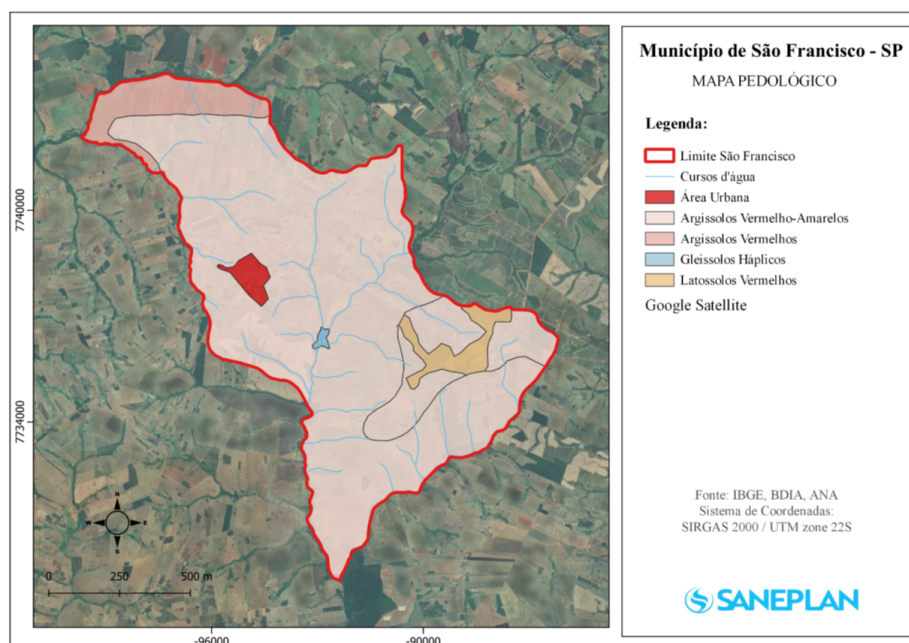 Município de São Francisco - SP
MAPA PEDOLÓGICO
Legenda:
Limite São Francisco
Cursos d'água
Área Urbana
Argissolos Vermelho-Amarelos
Argissolos Vermelhos
Gleissolos Háplicos
Latossolos Vermelhos
Google Satellite
7740000
7734000
N
W
E
S
0 250 500 m
-96000
-90000
Fonte: IBGE, BDIA, ANA
Sistema de Coordenadas:
SIRGAS 2000 / UTM zone 22S
SANEPLAN